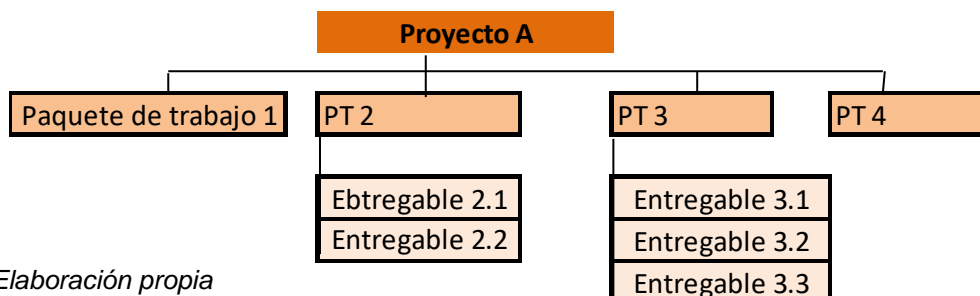 Proyecto A
Paquete de trabajo 1
PT 2
PT 3
PT 4
Ebtregable 2.1
Entregable 2.2
Entregable 3.1
Entregable 3.2
Entregable 3.3
Elaboración propia